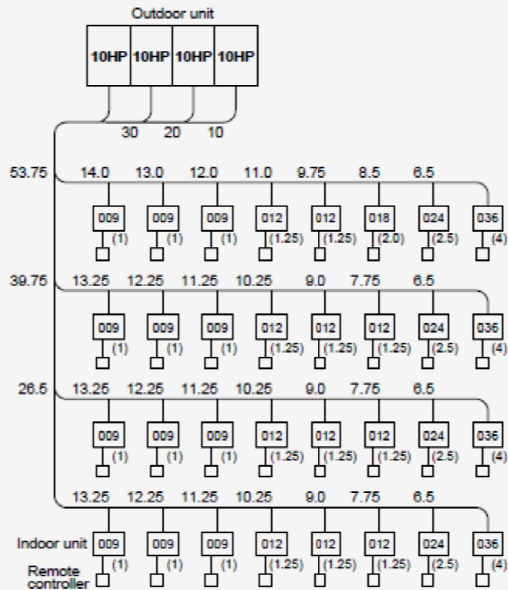 Outdoor unit
10HP 10HP 10HP 10HP
30 20 10
53.75 14.0 13.0 12.0 11.0 9.75 8.5 6.5
009 009 009 012 012 018 024 036
(1) (1) (1) (1.25) (1.25) (2.0) (2.5) (4)
39.75 13.25 12.25 11.25 10.25 9.0 7.75 6.5
009 009 009 012 012 012 024 036
(1) (1) (1) (1.25) (1.25) (1.25) (2.5) (4)
26.5 13.25 12.25 11.25 10.25 9.0 7.75 6.5
009 009 009 012 012 012 024 036
(1) (1) (1) (1.25) (1.25) (1.25) (2.5) (4)
13.25 12.25 11.25 10.25 9.0 7.75 6.5
Indoor unit 009 009 009 012 012 012 024 036
(1) (1) (1) (1.25) (1.25) (1.25) (2.5) (4)
Remote
controller